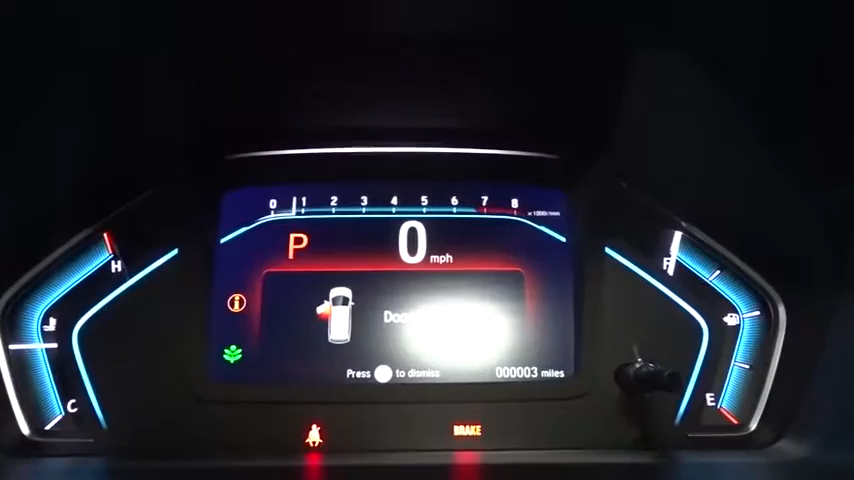 0 1 2 3 4 5 6 7 8
x1000r/min
P 0 mph
H
F
Press to dismiss 000003 miles
C
E
BRAKE